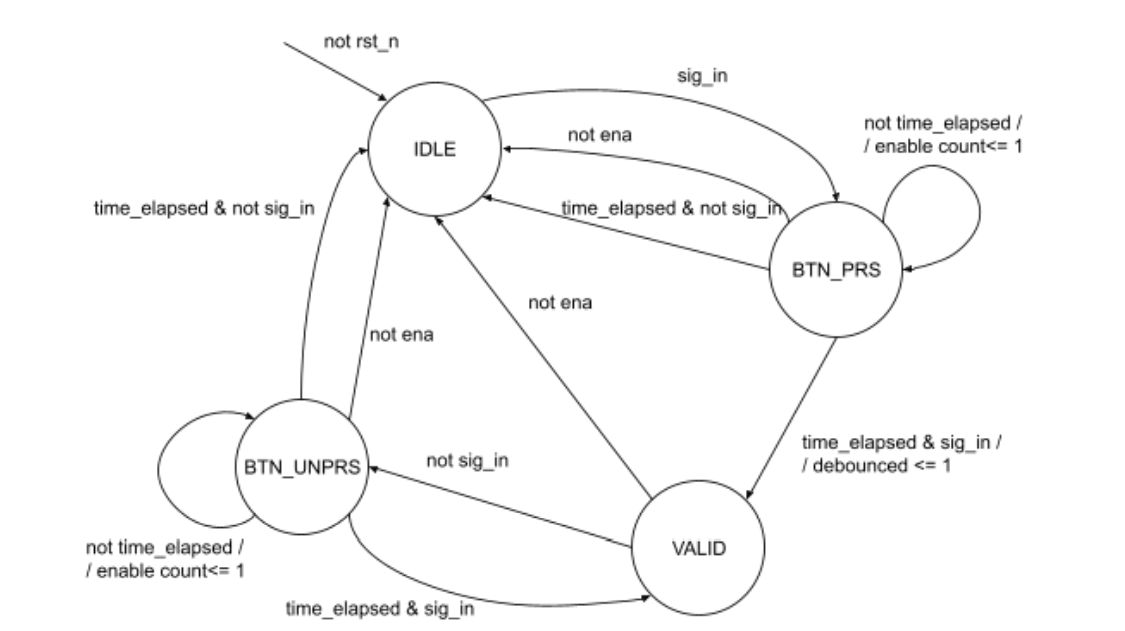 not rst_n
sig_in
not time_elapsed /
/ enable count<= 1
not ena
IDLE
time_elapsed & not sig_in
time_elapsed & not sig_in
BTN_PRS
not ena
not ena
time_elapsed & sig_in /
/ debounced <= 1
not sig_in
BTN_UNPRS
VALID
not time_elapsed /
/ enable count<= 1
time_elapsed & sig_in